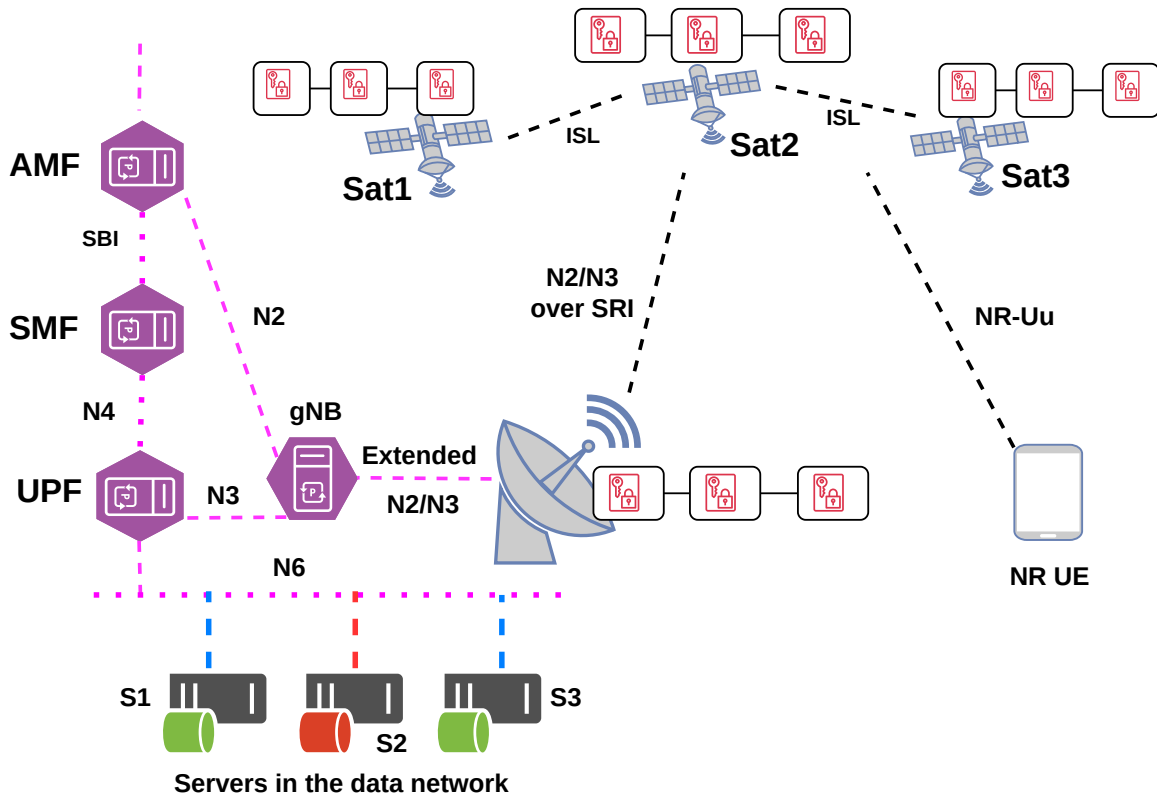 ISL
Sat2
ISL
Sat1
Sat3
AMF
SBI
SMF
N2
N2/N3
over SRI
NR-Uu
N4
gNB
UPF
N3
P
Extended
N2/N3
N6
NR UE
S1
S2
S3
Servers in the data network